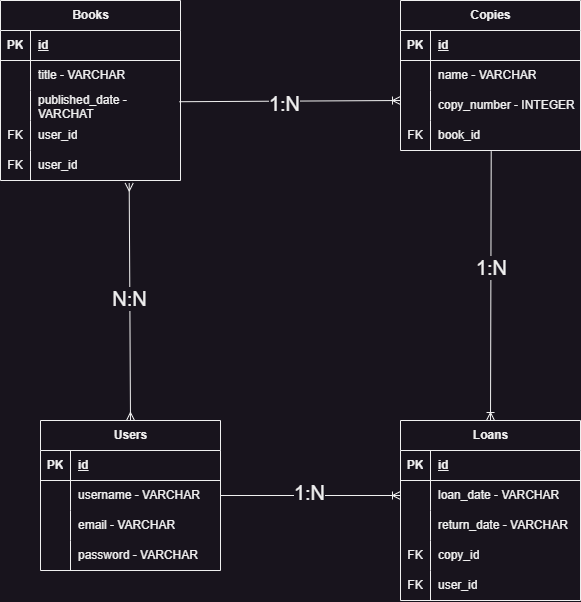 Books
PK id
title - VARCHAR
published_date -
VARCHAT
FK user_id
FK user_id
1:N
Copies
PK id
name - VARCHAR
copy_number - INTEGER
FK book_id
N:N
1:N
Users
PK id
username - VARCHAR
email - VARCHAR
password - VARCHAR
1:N
Loans
PK id
loan_date - VARCHAR
return_date - VARCHAR
FK copy_id
FK user_id